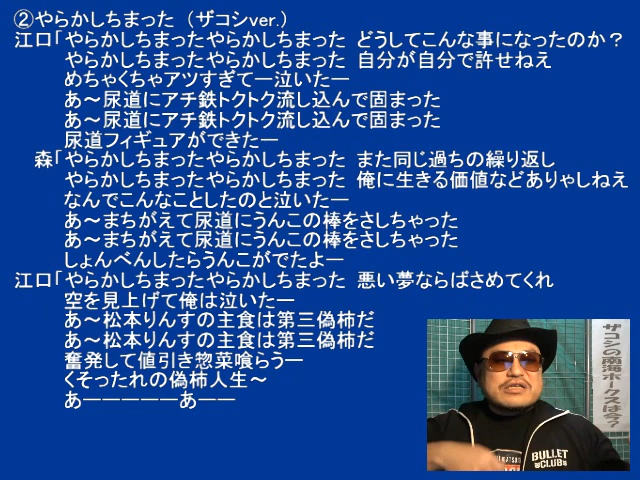 ②やらかしちまった （ザコシver.）
江口「やらかしちまったやらかしちまった どうしてこんな事になったのか？
やらかしちまったやらかしちまった 自分が自分で許せねえ
めちゃくちゃアツすぎてー泣いたー
あ～尿道にアチ鉄トクトク流し込んで固まった
あ～尿道にアチ鉄トクトク流し込んで固まった
尿道フィギュアができたー
森「やらかしちまったやらかしちまった また同じ過ちの繰り返し
やらかしちまったやらかしちまった 俺に生きる価値などありゃしねえ
なんでこんなことしたのと泣いたー
あ～まちがえて尿道にうんこの棒をさしちゃった
あ～まちがえて尿道にうんこの棒をさしちゃった
しょんべんしたらうんこがでたよー
江口「やらかしちまったやらかしちまった 悪い夢ならばさめてくれ
空を見上げて俺は泣いたー
あ～松本りんすの主食は第三偽柿だ
あ～松本りんすの主食は第三偽柿だ
奮発して値引き惣菜喰らうー
くそったれの偽柿人生～
あーーーーーあーー
ザコシの南海ホークスは今？
BULLET
CLUB